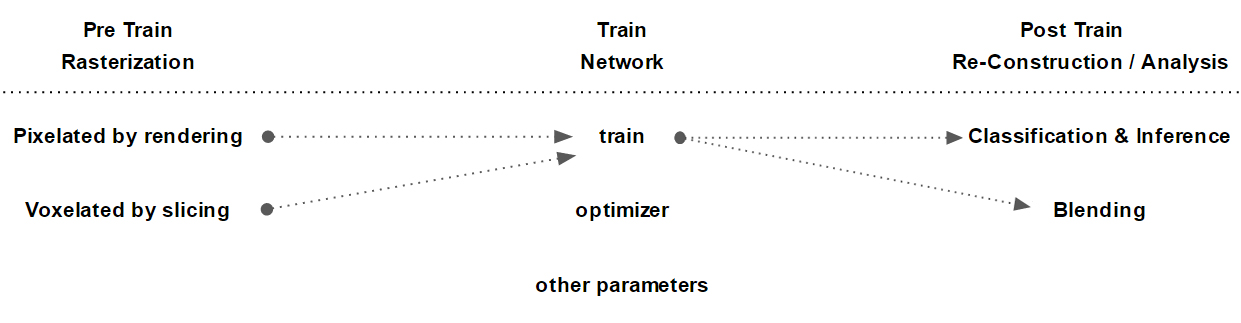 Pre Train
Rasterization
Train
Network
Post Train
Re-Construction / Analysis
Pixelated by rendering
train
Classification & Inference
Voxelated by slicing
optimizer
Blending
other parameters